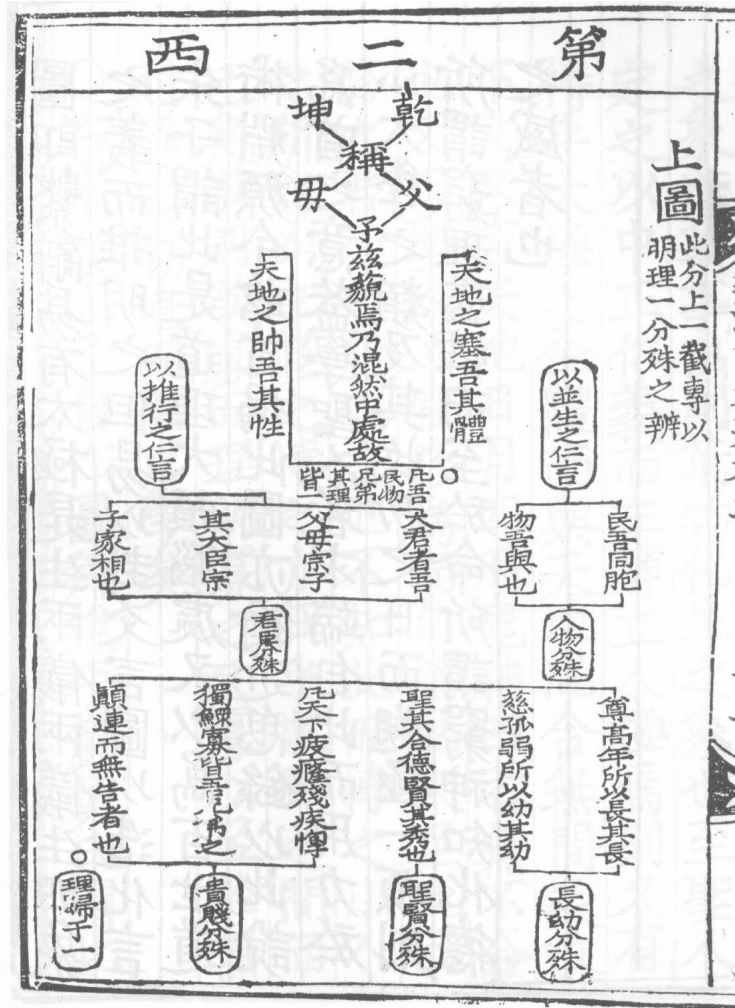 第二西
上圖
此分上一截專以
明理一分殊之辨
乾
坤
稱
父
母
予茲藐焉乃混然中處故
天地之塞吾其體
天地之帥吾其性
凡吾
民物
兄弟
其理
皆一
以並生之仁言
民吾同胞
物吾與也
人物分殊
以推行之仁言
大君者吾
父母宗子
其大臣宗
子家相也
君臣分殊
尊高年所以長其長
慈孤弱所以幼其幼
長幼分殊
聖其合德賢其秀也
聖賢分殊
凡天下疲癃殘疾惸
獨鰥寡皆吾兄弟之
顚連而無告者也
貴賤分殊
理歸于一